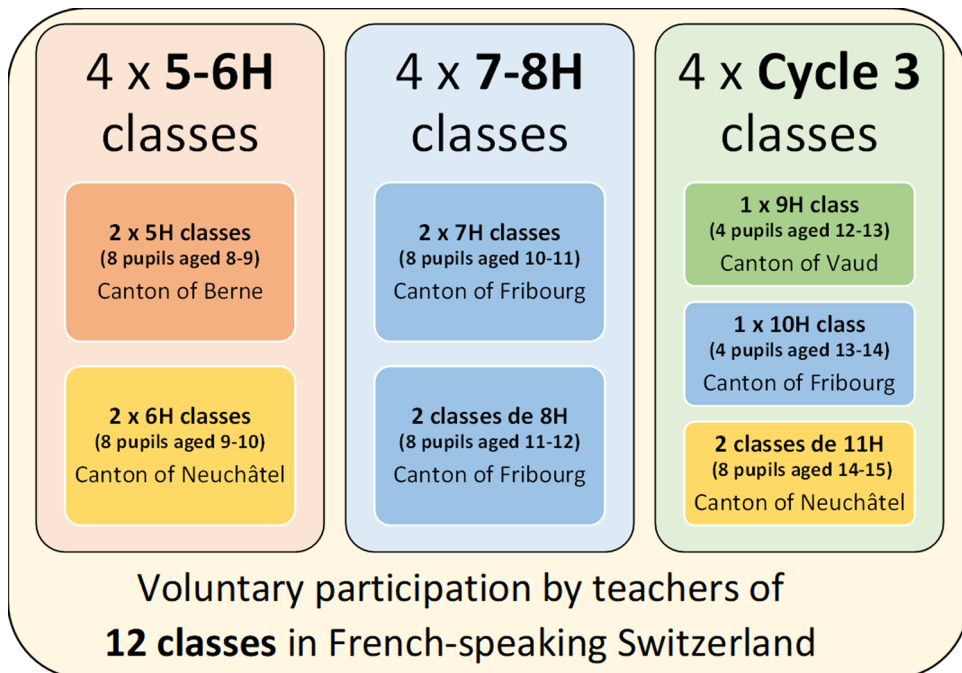 4 x 5-6H
classes
2 x 5H classes
(8 pupils aged 8-9)
Canton of Berne
2 x 6H classes
(8 pupils aged 9-10)
Canton of Neuchâtel
4 x 7-8H
classes
2 x 7H classes
(8 pupils aged 10-11)
Canton of Fribourg
2 classes de 8H
(8 pupils aged 11-12)
Canton of Fribourg
4 x Cycle 3
classes
1 x 9H class
(4 pupils aged 12-13)
Canton of Vaud
1 x 10H class
(4 pupils aged 13-14)
Canton of Fribourg
2 classes de 11H
(8 pupils aged 14-15)
Canton of Neuchâtel
Voluntary participation by teachers of
12 classes in French-speaking Switzerland